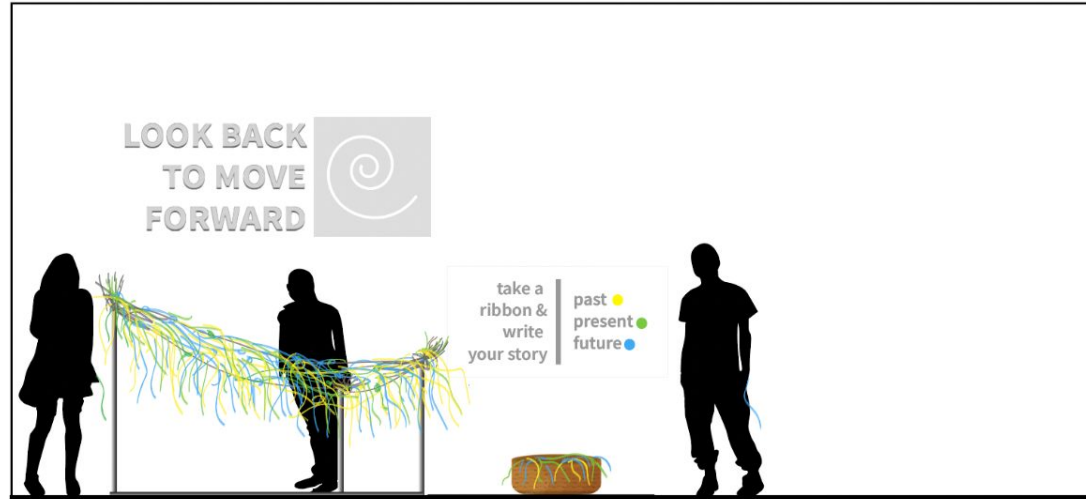 LOOK BACK
TO MOVE
FORWARD
take a
ribbon &
write
your story
past
present
future